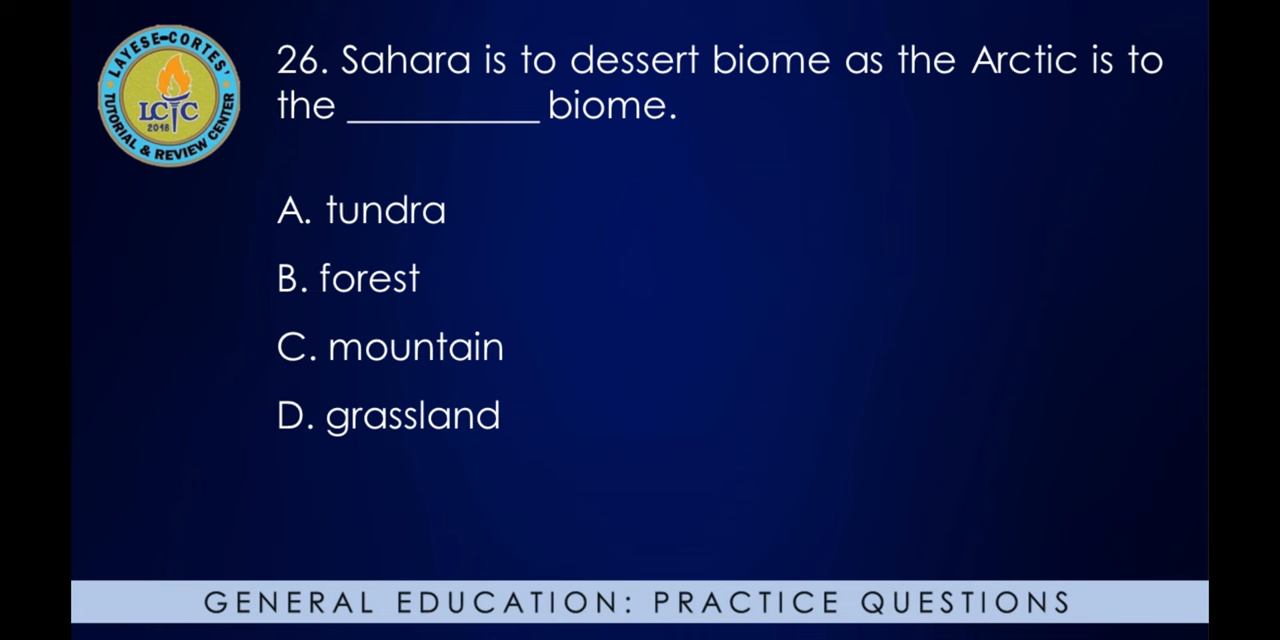 LAYESE-CORTES'
LCTC
2018
TUTORIAL & REVIEW CENTER
26. Sahara is to dessert biome as the Arctic is to
the __________ biome.
A. tundra
B. forest
C. mountain
D. grassland
GENERAL EDUCATION: PRACTICE QUESTIONS